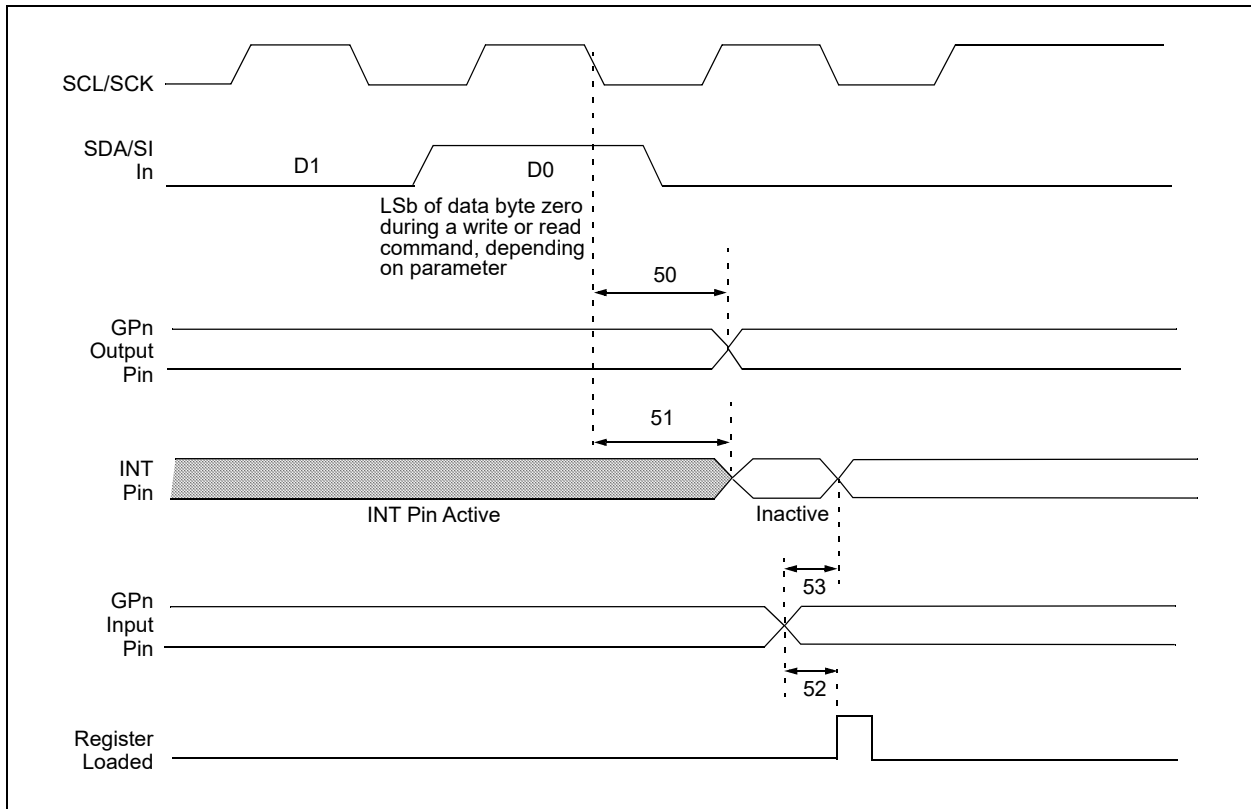 SCL/SCK
SDA/SI
In
D1
D0
LSb of data byte zero
during a write or read
command, depending
on parameter
50
GPn
Output
Pin
51
INT
Pin
INT Pin Active
Inactive
53
GPn
Input
Pin
52
Register
Loaded